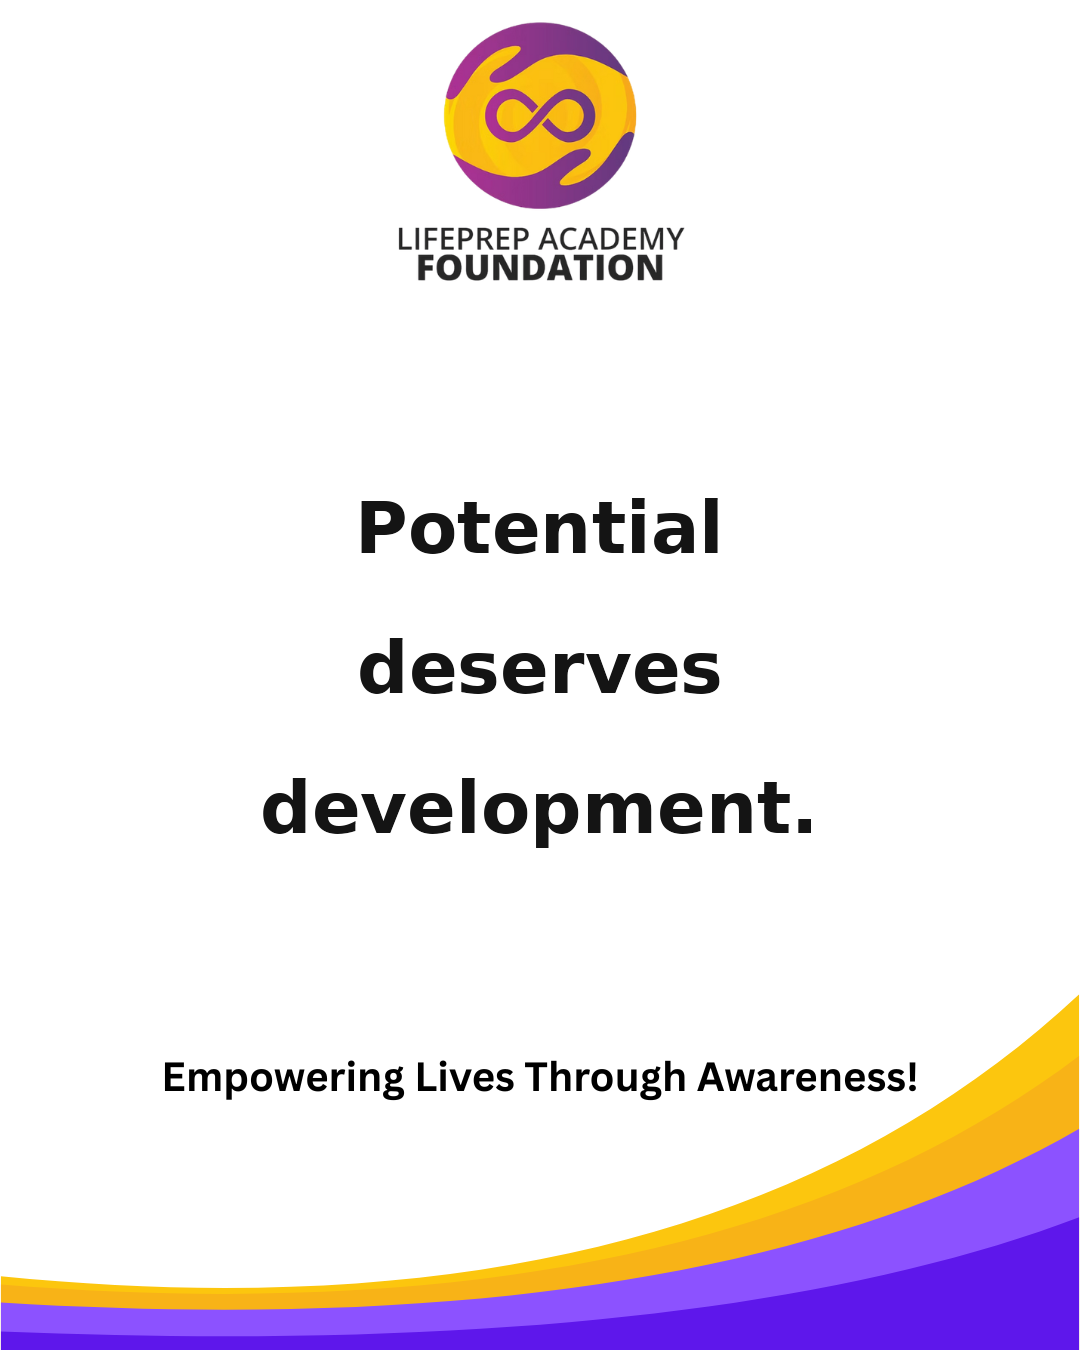 LIFEPREP ACADEMY
FOUNDATION
Potential
deserves
development.
Empowering Lives Through Awareness!